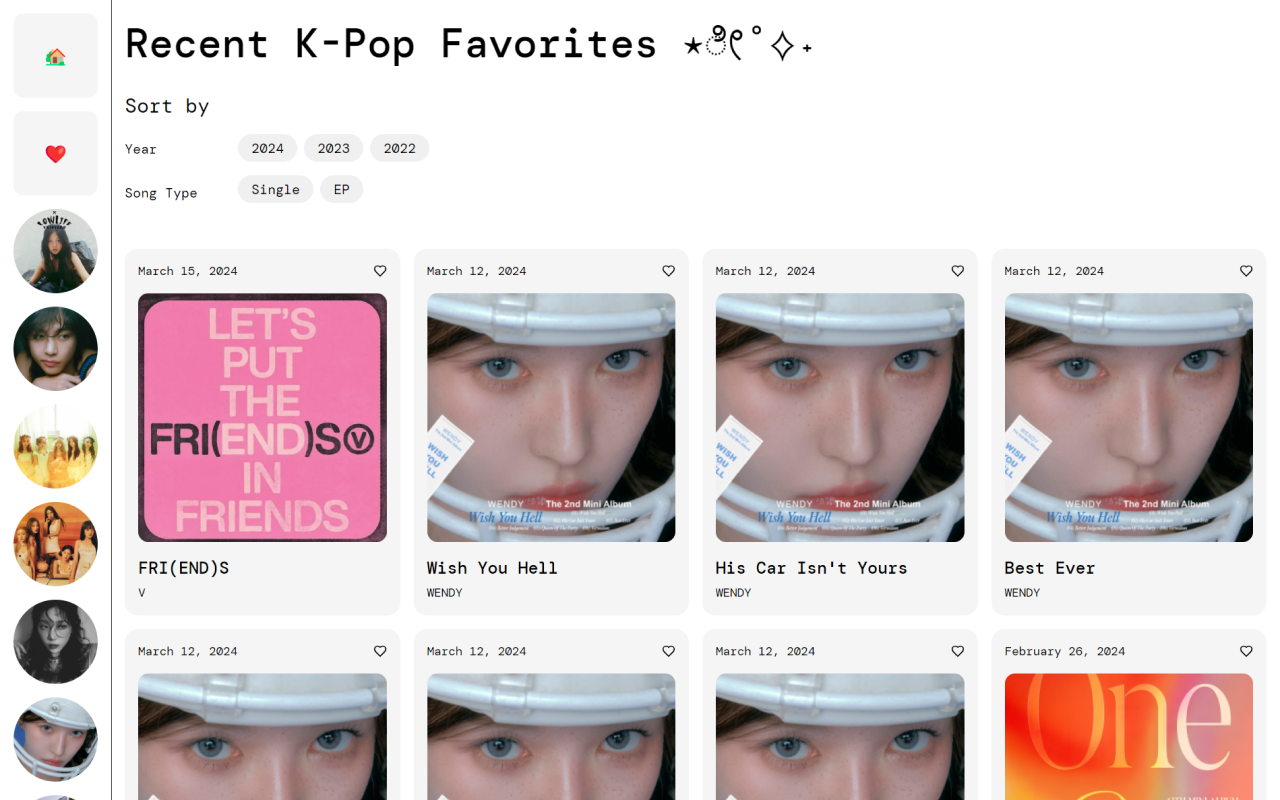 Recent K-Pop Favorites ⋆ೃ༄˚✧₊
Sort by
Year
2024 2023 2022
Song Type
Single EP
March 15, 2024
LET'S
PUT
THE
FRI(END)S Ⓥ
IN
FRIENDS
FRI(END)S
V
March 12, 2024
WENDY The 2nd Mini Album
Wish You Hell
Wish You Hell
WENDY
March 12, 2024
WENDY The 2nd Mini Album
Wish You Hell
His Car Isn't Yours
WENDY
March 12, 2024
WENDY The 2nd Mini Album
Wish You Hell
Best Ever
WENDY
March 12, 2024
March 12, 2024
March 12, 2024
February 26, 2024
One